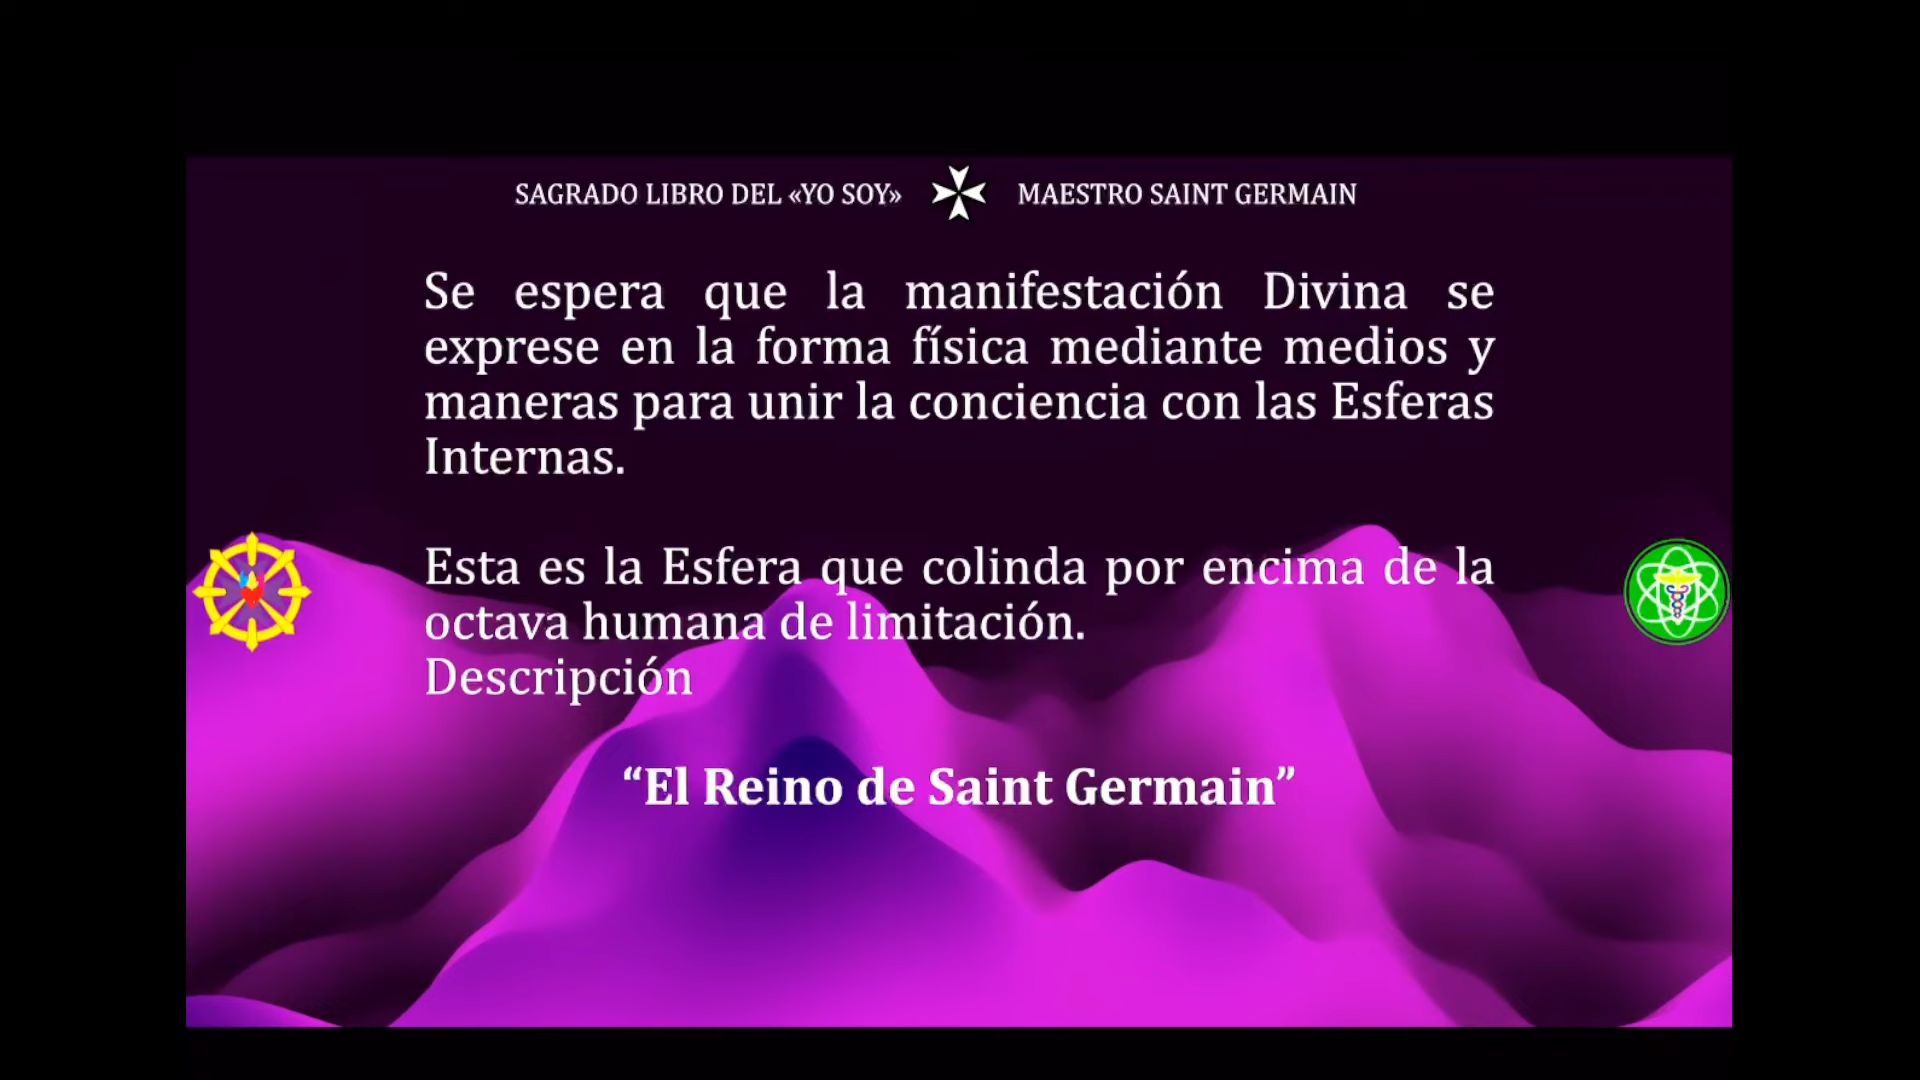 SAGRADO LIBRO DEL «YO SOY» MAESTRO SAINT GERMAIN
Se espera que la manifestación Divina se
exprese en la forma física mediante medios y
maneras para unir la conciencia con las Esferas
Internas.
Esta es la Esfera que colinda por encima de la
octava humana de limitación.
Descripción
“El Reino de Saint Germain”